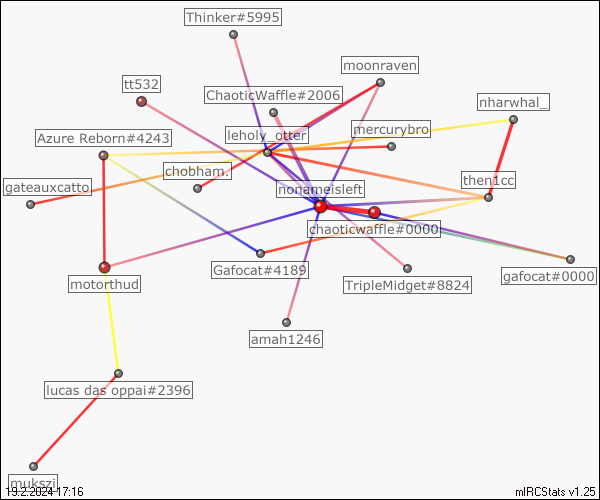 Thinker#5995
moonraven
tt532
ChaoticWaffle#2006
nharwhal_
mercurybro
leholy_otter
Azure Reborn#4243
chobham.
then1cc
gateauxcatto
nonameisleft
chaoticwaffle#0000
Gafocat#4189
gafocat#0000
motorthud
TripleMidget#8824
amah1246
lucas das oppai#2396
mukszi
19.2.2024 17:16
mIRCStats v1.25